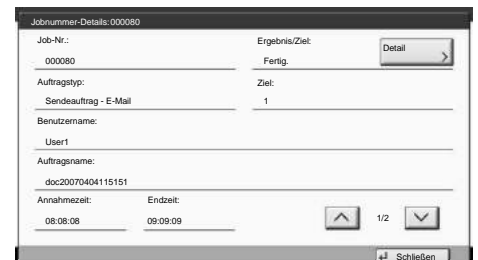 Jobnummer-Details: 000080
Job-Nr.: Ergebnis/Ziel: Detail
000080 Fertig.
Auftragstyp: Ziel:
Sendeauftrag - E-Mail 1
Benutzername:
User1
Auftragsname:
doc20070404115151
Annahmezeit: Endzeit:
08:08:08 09:09:09 1/2
Schließen